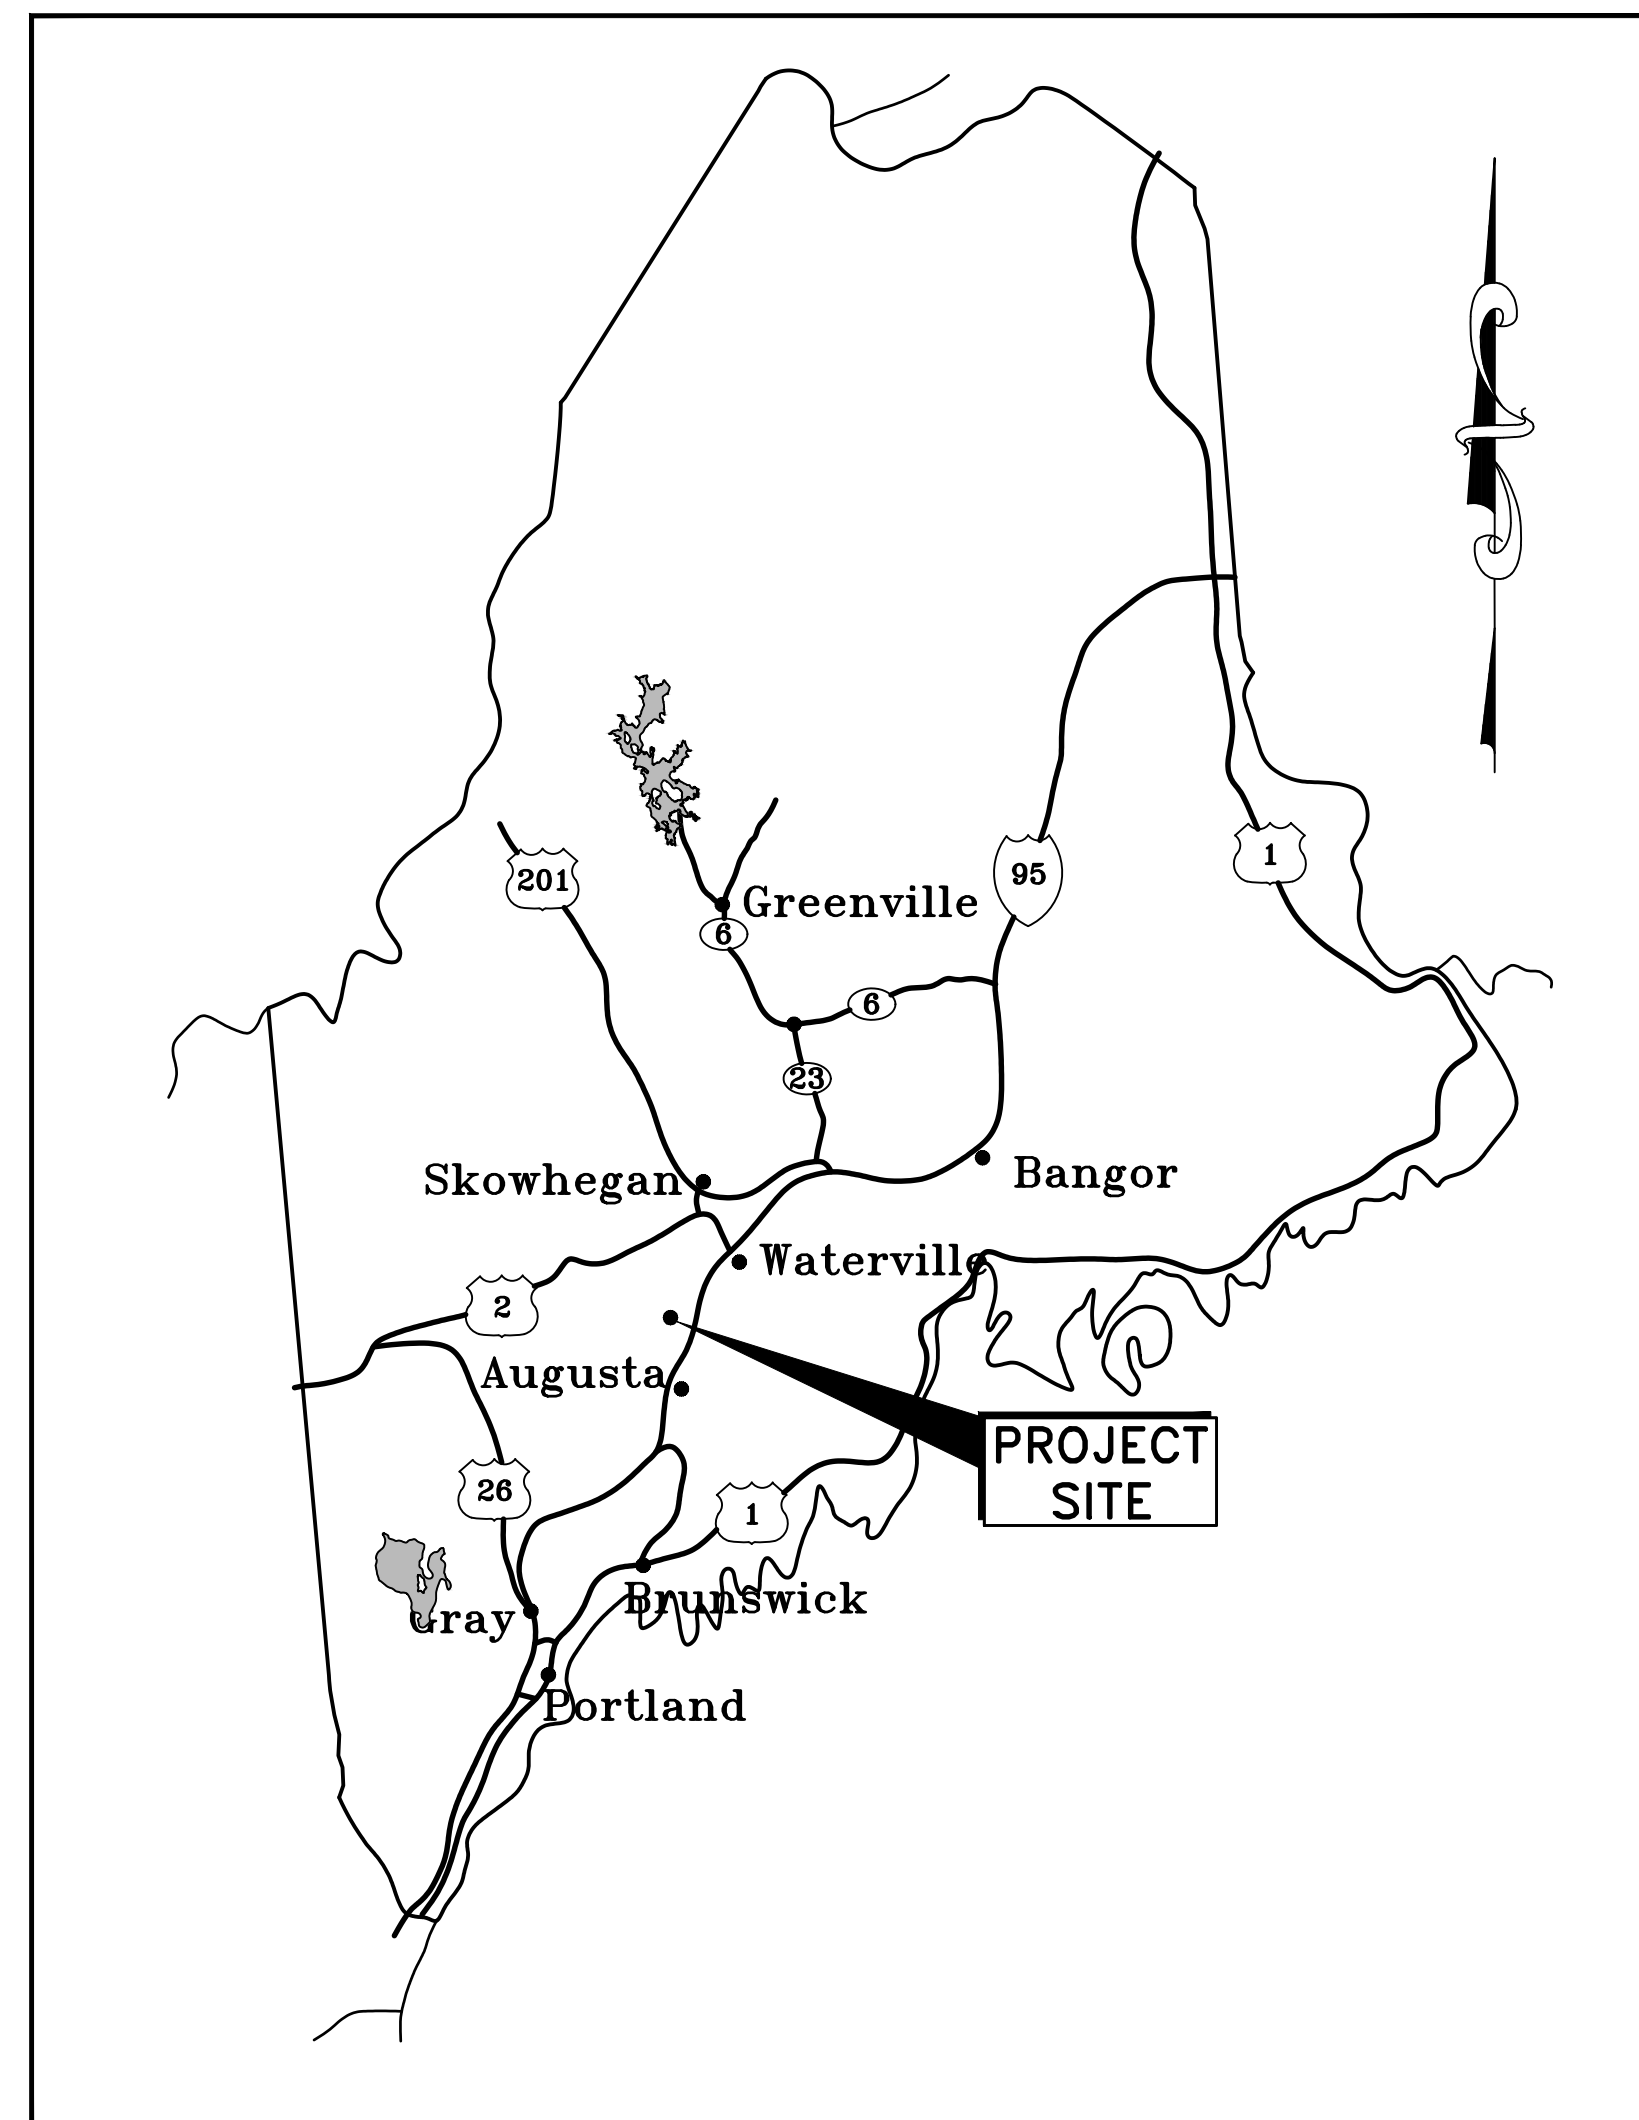 1
201
95
Greenville
6
6
23
Skowhegan
Bangor
Waterville
2
Augusta
PROJECT
SITE
26
1
Brunswick
Gray
Portland